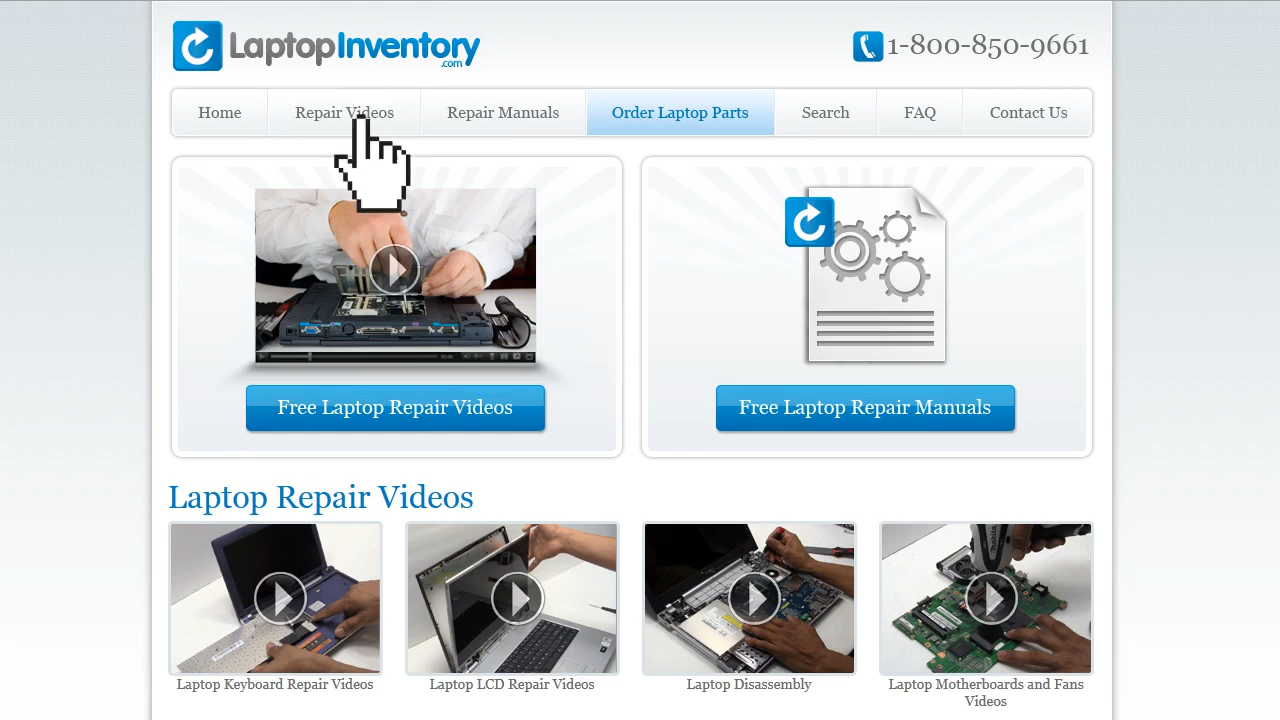 LaptopInventory
.com
1-800-850-9661
Home
Repair Videos
Repair Manuals
Order Laptop Parts
Search
FAQ
Contact Us
Free Laptop Repair Videos
Free Laptop Repair Manuals
Laptop Repair Videos
Laptop Keyboard Repair Videos
Laptop LCD Repair Videos
Laptop Disassembly
Laptop Motherboards and Fans
Videos